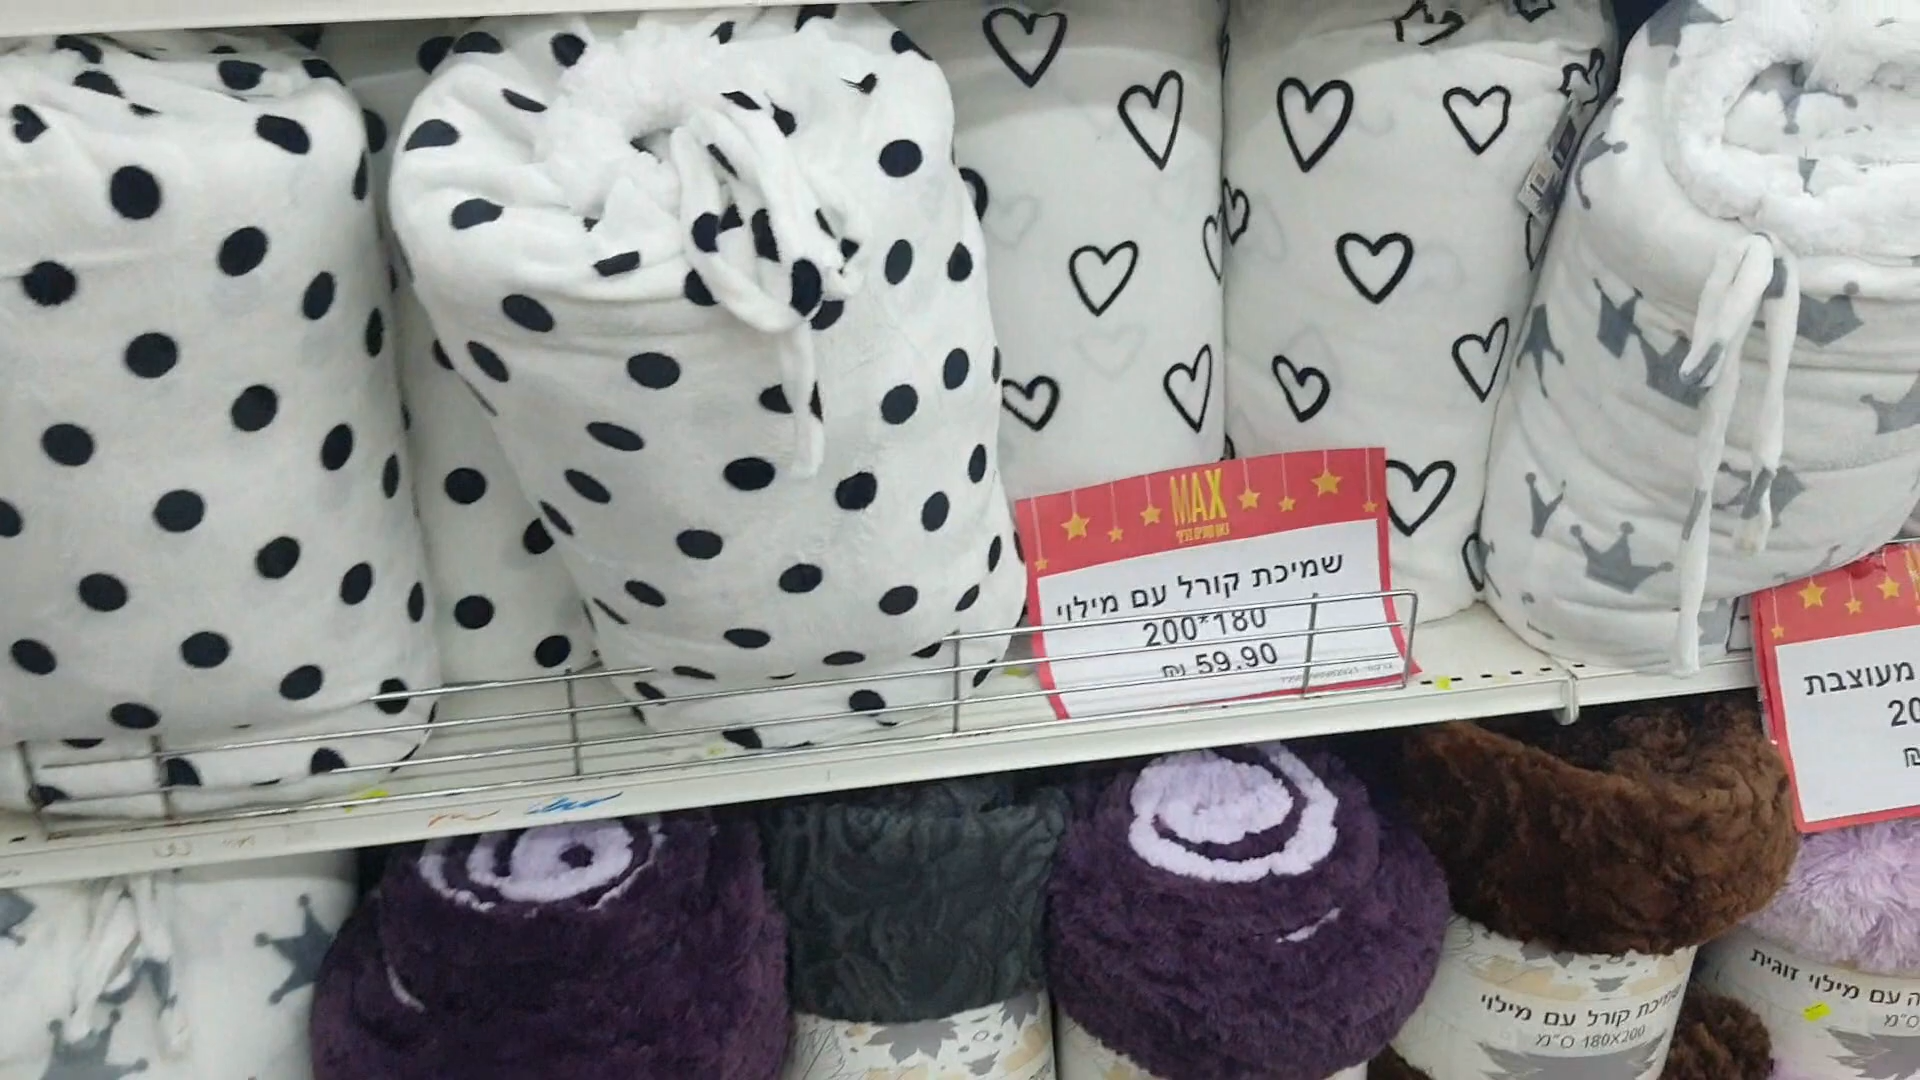 MAX
שמיכת קורל עם מילוי
200*180
59.90 ₪
מעוצבת
20
₪
שמיכת קורל עם מילוי
180X200 ס"מ
ה עם מילוי זוגית
ס"מ